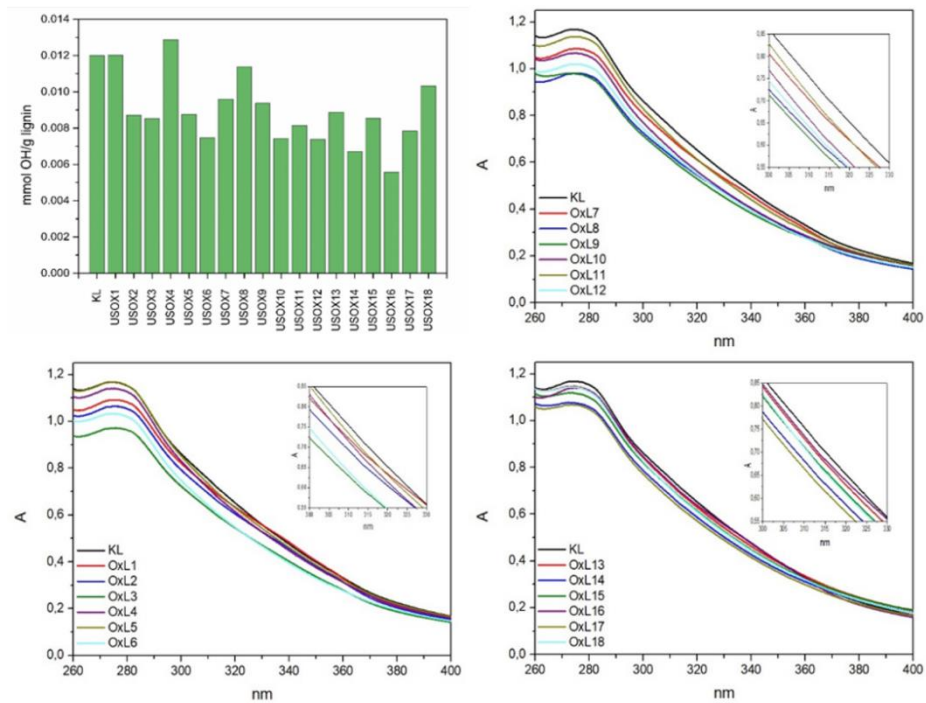 mmol OH/g lignin
0.014
0.012
0.010
0.008
0.006
0.004
0.002
0.000
KL
USOX1
USOX2
USOX3
USOX4
USOX5
USOX6
USOX7
USOX8
USOX9
USOX10
USOX11
USOX12
USOX13
USOX14
USOX15
USOX16
USOX17
USOX18
A
1,2
1,0
0,8
0,6
0,4
0,2
0,0
KL
OxL7
OxL8
OxL9
OxL10
OxL11
OxL12
A
nm
260 280 300 320 340 360 380 400
nm
A
1,2
1,0
0,8
0,6
0,4
0,2
0,0
KL
OxL1
OxL2
OxL3
OxL4
OxL5
OxL6
A
nm
260 280 300 320 340 360 380 400
nm
A
1,2
1,0
0,8
0,6
0,4
0,2
0,0
KL
OxL13
OxL14
OxL15
OxL16
OxL17
OxL18
A
nm
260 280 300 320 340 360 380 400
nm